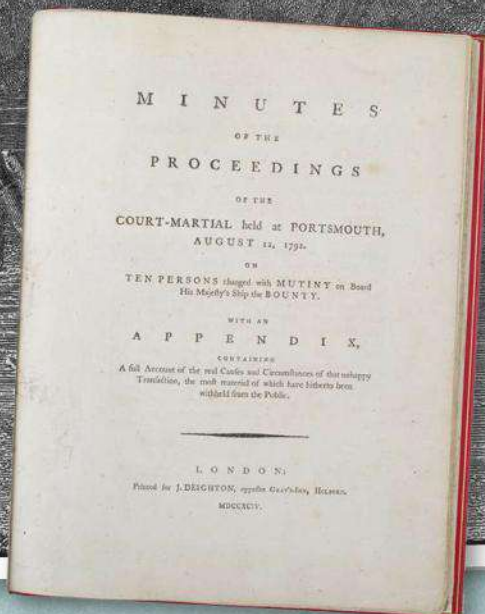 MINUTES
OF THE
PROCEEDINGS
OF THE
COURT-MARTIAL held at PORTSMOUTH,
AUGUST 12, 1792.
ON
TEN PERSONS charged with MUTINY on Board
His Majeſty's Ship the BOUNTY.
WITH AN
APPENDIX,
CONTAINING
A full Account of the real Cauſes and Circumſtances of that unhappy
Tranſaction, the moſt material of which have hitherto been
withheld from the Public.
LONDON:
Printed for J. DEIGHTON, oppoſite GRAY'S-INN, HOLBORN.
MDCCXCIV.